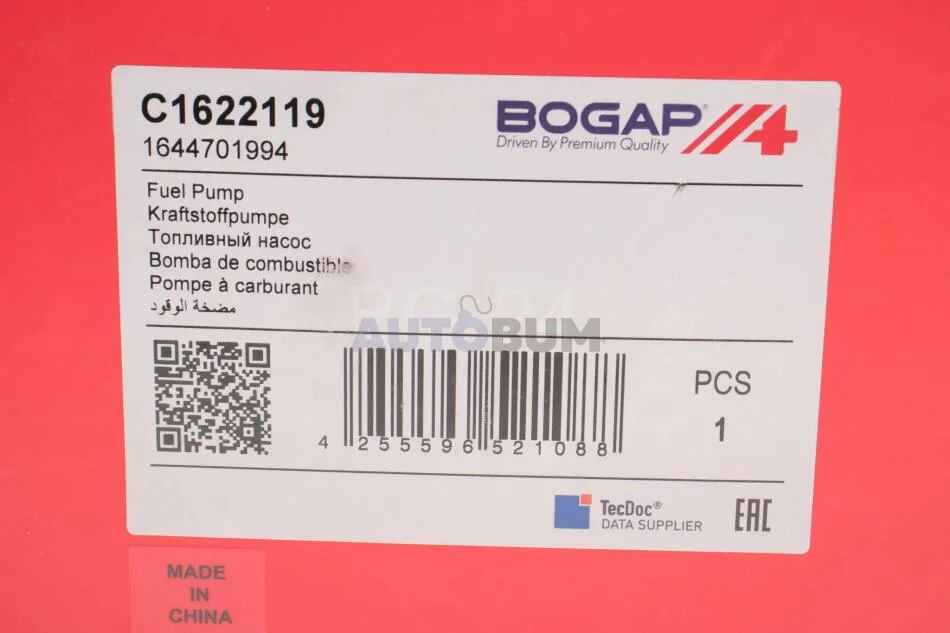 C1622119
1644701994
BOGAP®
Driven By Premium Quality
Fuel Pump
Kraftstoffpumpe
Топливный насос
Bomba de combustible
Pompe à carburant
مضخة الوقود
AUTOBUM
4 255596 521088
PCS
1
TecDoc®
DATA SUPPLIER
EAC
MADE
IN
CHINA